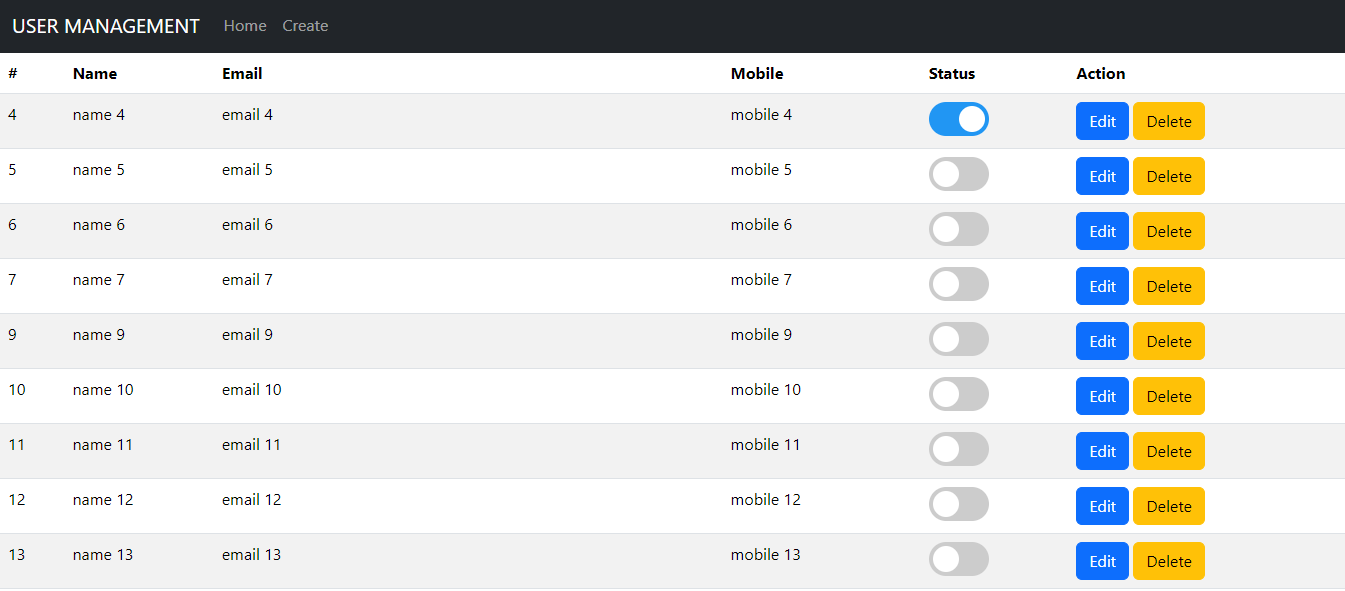 USER MANAGEMENT Home Create
# Name Email Mobile Status Action
4 name 4 email 4 mobile 4 Edit Delete
5 name 5 email 5 mobile 5 Edit Delete
6 name 6 email 6 mobile 6 Edit Delete
7 name 7 email 7 mobile 7 Edit Delete
9 name 9 email 9 mobile 9 Edit Delete
10 name 10 email 10 mobile 10 Edit Delete
11 name 11 email 11 mobile 11 Edit Delete
12 name 12 email 12 mobile 12 Edit Delete
13 name 13 email 13 mobile 13 Edit Delete